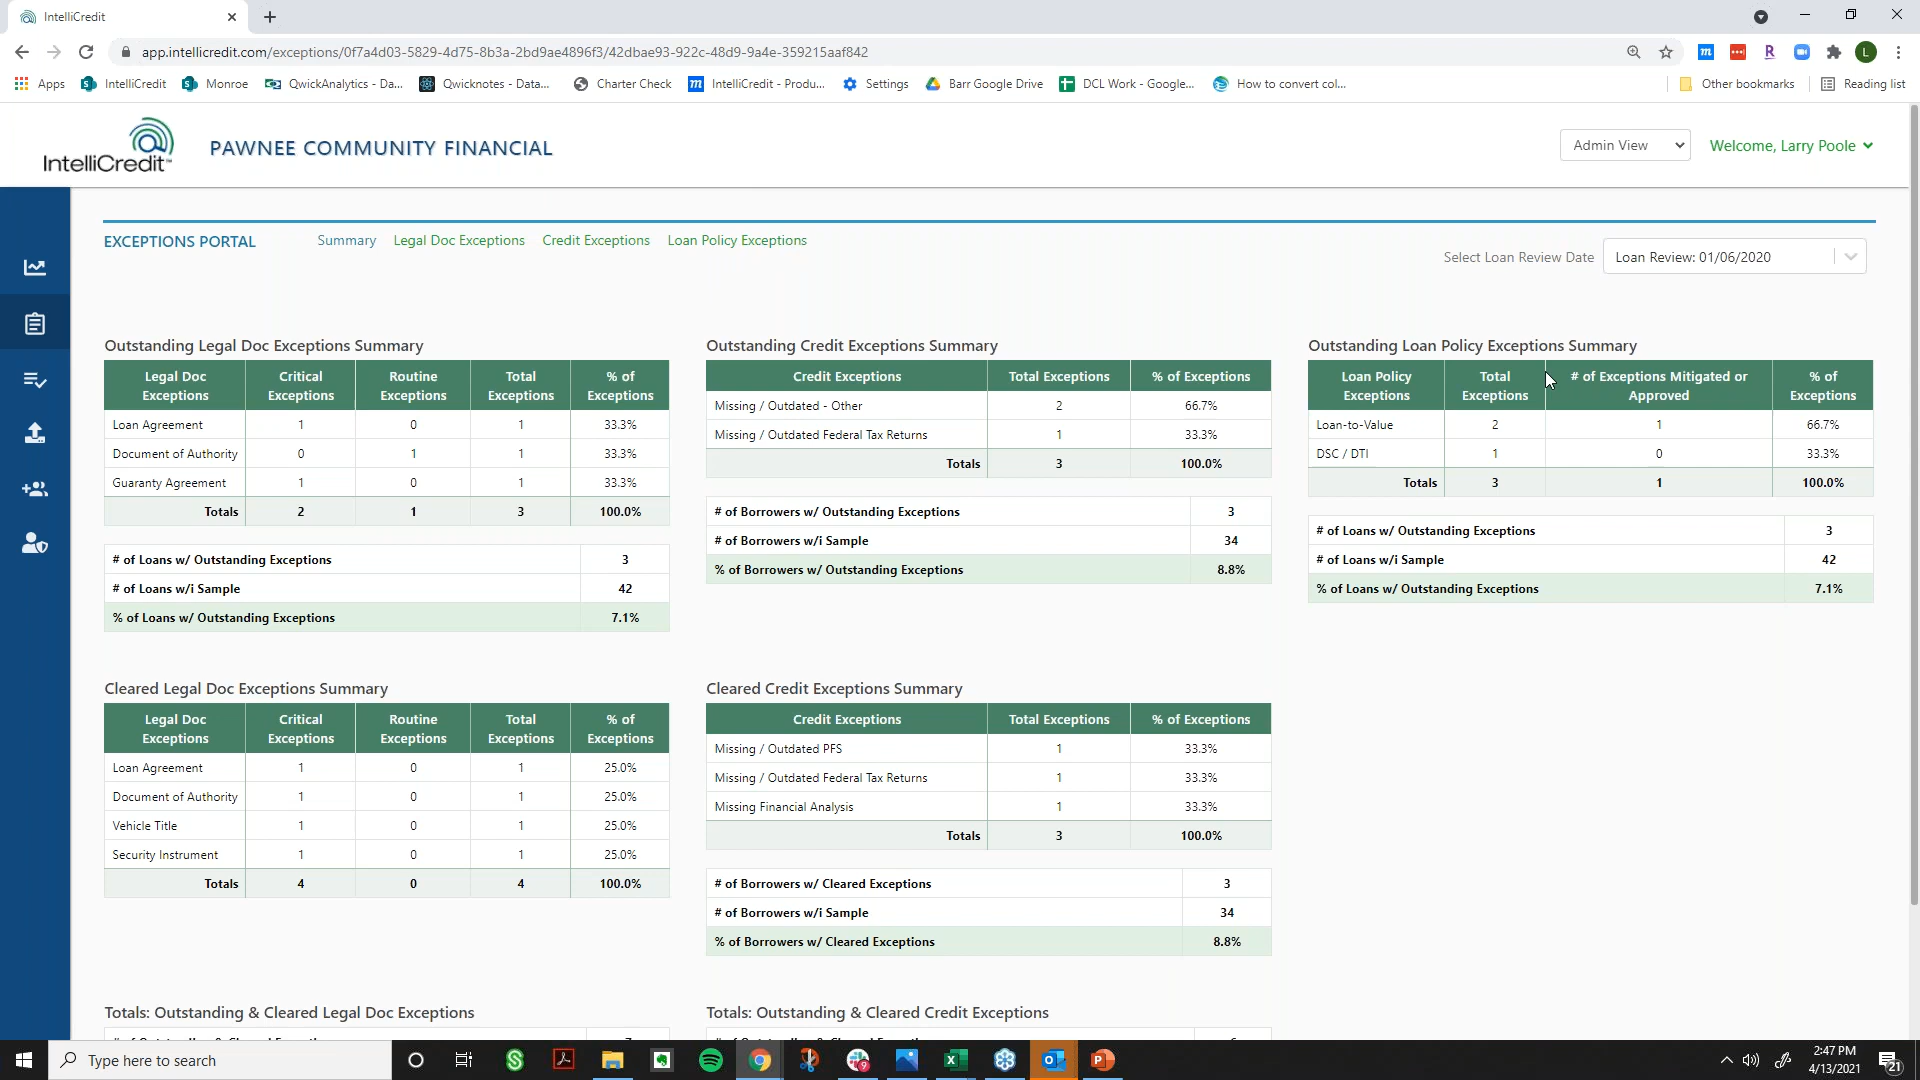 IntelliCredit
app.intellicredit.com/exceptions/0f7a4d03-5829-4d75-8b3a-2bd9ae4896f3/42dbae93-922c-48d9-9a4e-359215aaf842
Apps IntelliCredit Monroe QwickAnalytics - Da... Qwicknotes - Data... Charter Check IntelliCredit - Produ... Settings Barr Google Drive DCL Work - Google... How to convert col... Other bookmarks Reading list
IntelliCredit™ PAWNEE COMMUNITY FINANCIAL Admin View Welcome, Larry Poole
EXCEPTIONS PORTAL Summary Legal Doc Exceptions Credit Exceptions Loan Policy Exceptions
Select Loan Review Date Loan Review: 01/06/2020
Outstanding Legal Doc Exceptions Summary
Legal Doc Exceptions Critical Exceptions Routine Exceptions Total Exceptions % of Exceptions
Loan Agreement 1 0 1 33.3%
Document of Authority 0 1 1 33.3%
Guaranty Agreement 1 0 1 33.3%
Totals 2 1 3 100.0%
# of Loans w/ Outstanding Exceptions 3
# of Loans w/i Sample 42
% of Loans w/ Outstanding Exceptions 7.1%
Outstanding Credit Exceptions Summary
Credit Exceptions Total Exceptions % of Exceptions
Missing / Outdated - Other 2 66.7%
Missing / Outdated Federal Tax Returns 1 33.3%
Totals 3 100.0%
# of Borrowers w/ Outstanding Exceptions 3
# of Borrowers w/i Sample 34
% of Borrowers w/ Outstanding Exceptions 8.8%
Outstanding Loan Policy Exceptions Summary
Loan Policy Exceptions Total Exceptions # of Exceptions Mitigated or Approved % of Exceptions
Loan-to-Value 2 1 66.7%
DSC / DTI 1 0 33.3%
Totals 3 1 100.0%
# of Loans w/ Outstanding Exceptions 3
# of Loans w/i Sample 42
% of Loans w/ Outstanding Exceptions 7.1%
Cleared Legal Doc Exceptions Summary
Legal Doc Exceptions Critical Exceptions Routine Exceptions Total Exceptions % of Exceptions
Loan Agreement 1 0 1 25.0%
Document of Authority 1 0 1 25.0%
Vehicle Title 1 0 1 25.0%
Security Instrument 1 0 1 25.0%
Totals 4 0 4 100.0%
Cleared Credit Exceptions Summary
Credit Exceptions Total Exceptions % of Exceptions
Missing / Outdated PFS 1 33.3%
Missing / Outdated Federal Tax Returns 1 33.3%
Missing Financial Analysis 1 33.3%
Totals 3 100.0%
# of Borrowers w/ Cleared Exceptions 3
# of Borrowers w/i Sample 34
% of Borrowers w/ Cleared Exceptions 8.8%
Totals: Outstanding & Cleared Legal Doc Exceptions
Totals: Outstanding & Cleared Credit Exceptions
Type here to search
2:47 PM
4/13/2021
21